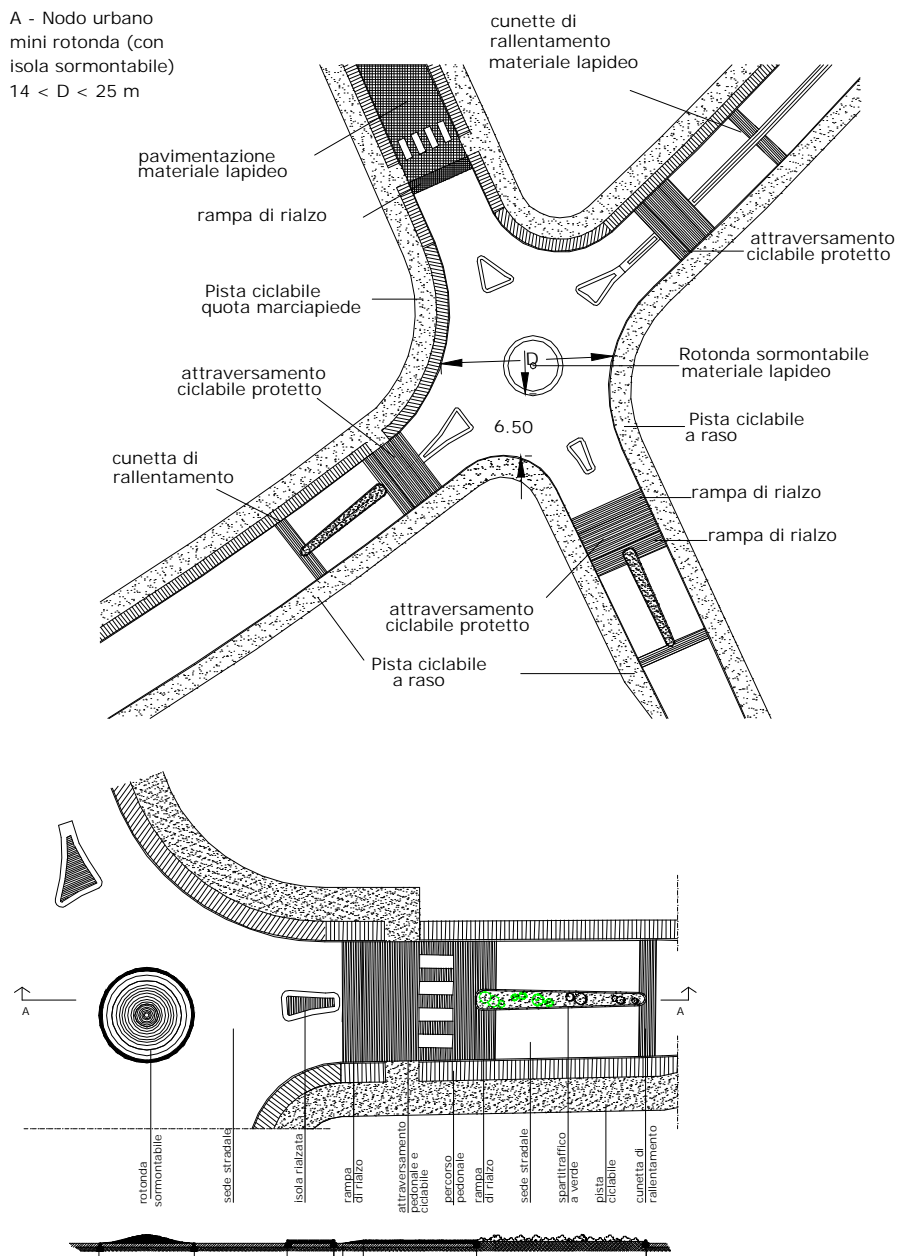 A - Nodo urbano
mini rotonda (con
isola sormontabile)
14 < D < 25 m
cunette di
rallentamento
materiale lapideo
pavimentazione
materiale lapideo
rampa di rialzo
attraversamento
ciclabile protetto
Pista ciclabile
quota marciapiede
D
Rotonda sormontabile
materiale lapideo
attraversamento
ciclabile protetto
6.50
Pista ciclabile
a raso
cunetta di
rallentamento
rampa di rialzo
rampa di rialzo
attraversamento
ciclabile protetto
Pista ciclabile
a raso
A
A
rotonda
sormontabile
sede stradale
isola rialzata
rampa
di rialzo
attraversamento
pedonale e
ciclabile
percorso
pedonale
rampa
di rialzo
sede stradale
spartitraffico
a verde
pista
ciclabile
cunetta di
rallentamento